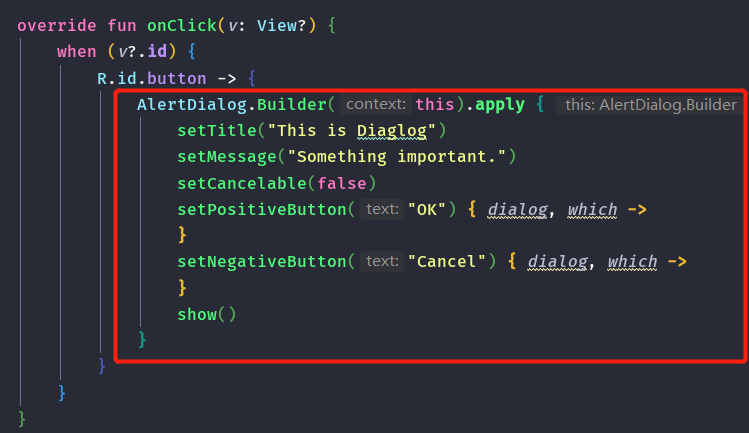 override fun onClick(v: View?) {
when (v?.id) {
R.id.button -> {
AlertDialog.Builder( context: this).apply { this: AlertDialog.Builder
setTitle("This is Diaglog")
setMessage("Something important.")
setCancelable(false)
setPositiveButton( text: "OK") { dialog, which ->
}
setNegativeButton( text: "Cancel") { dialog, which ->
}
show()
}
}
}
}